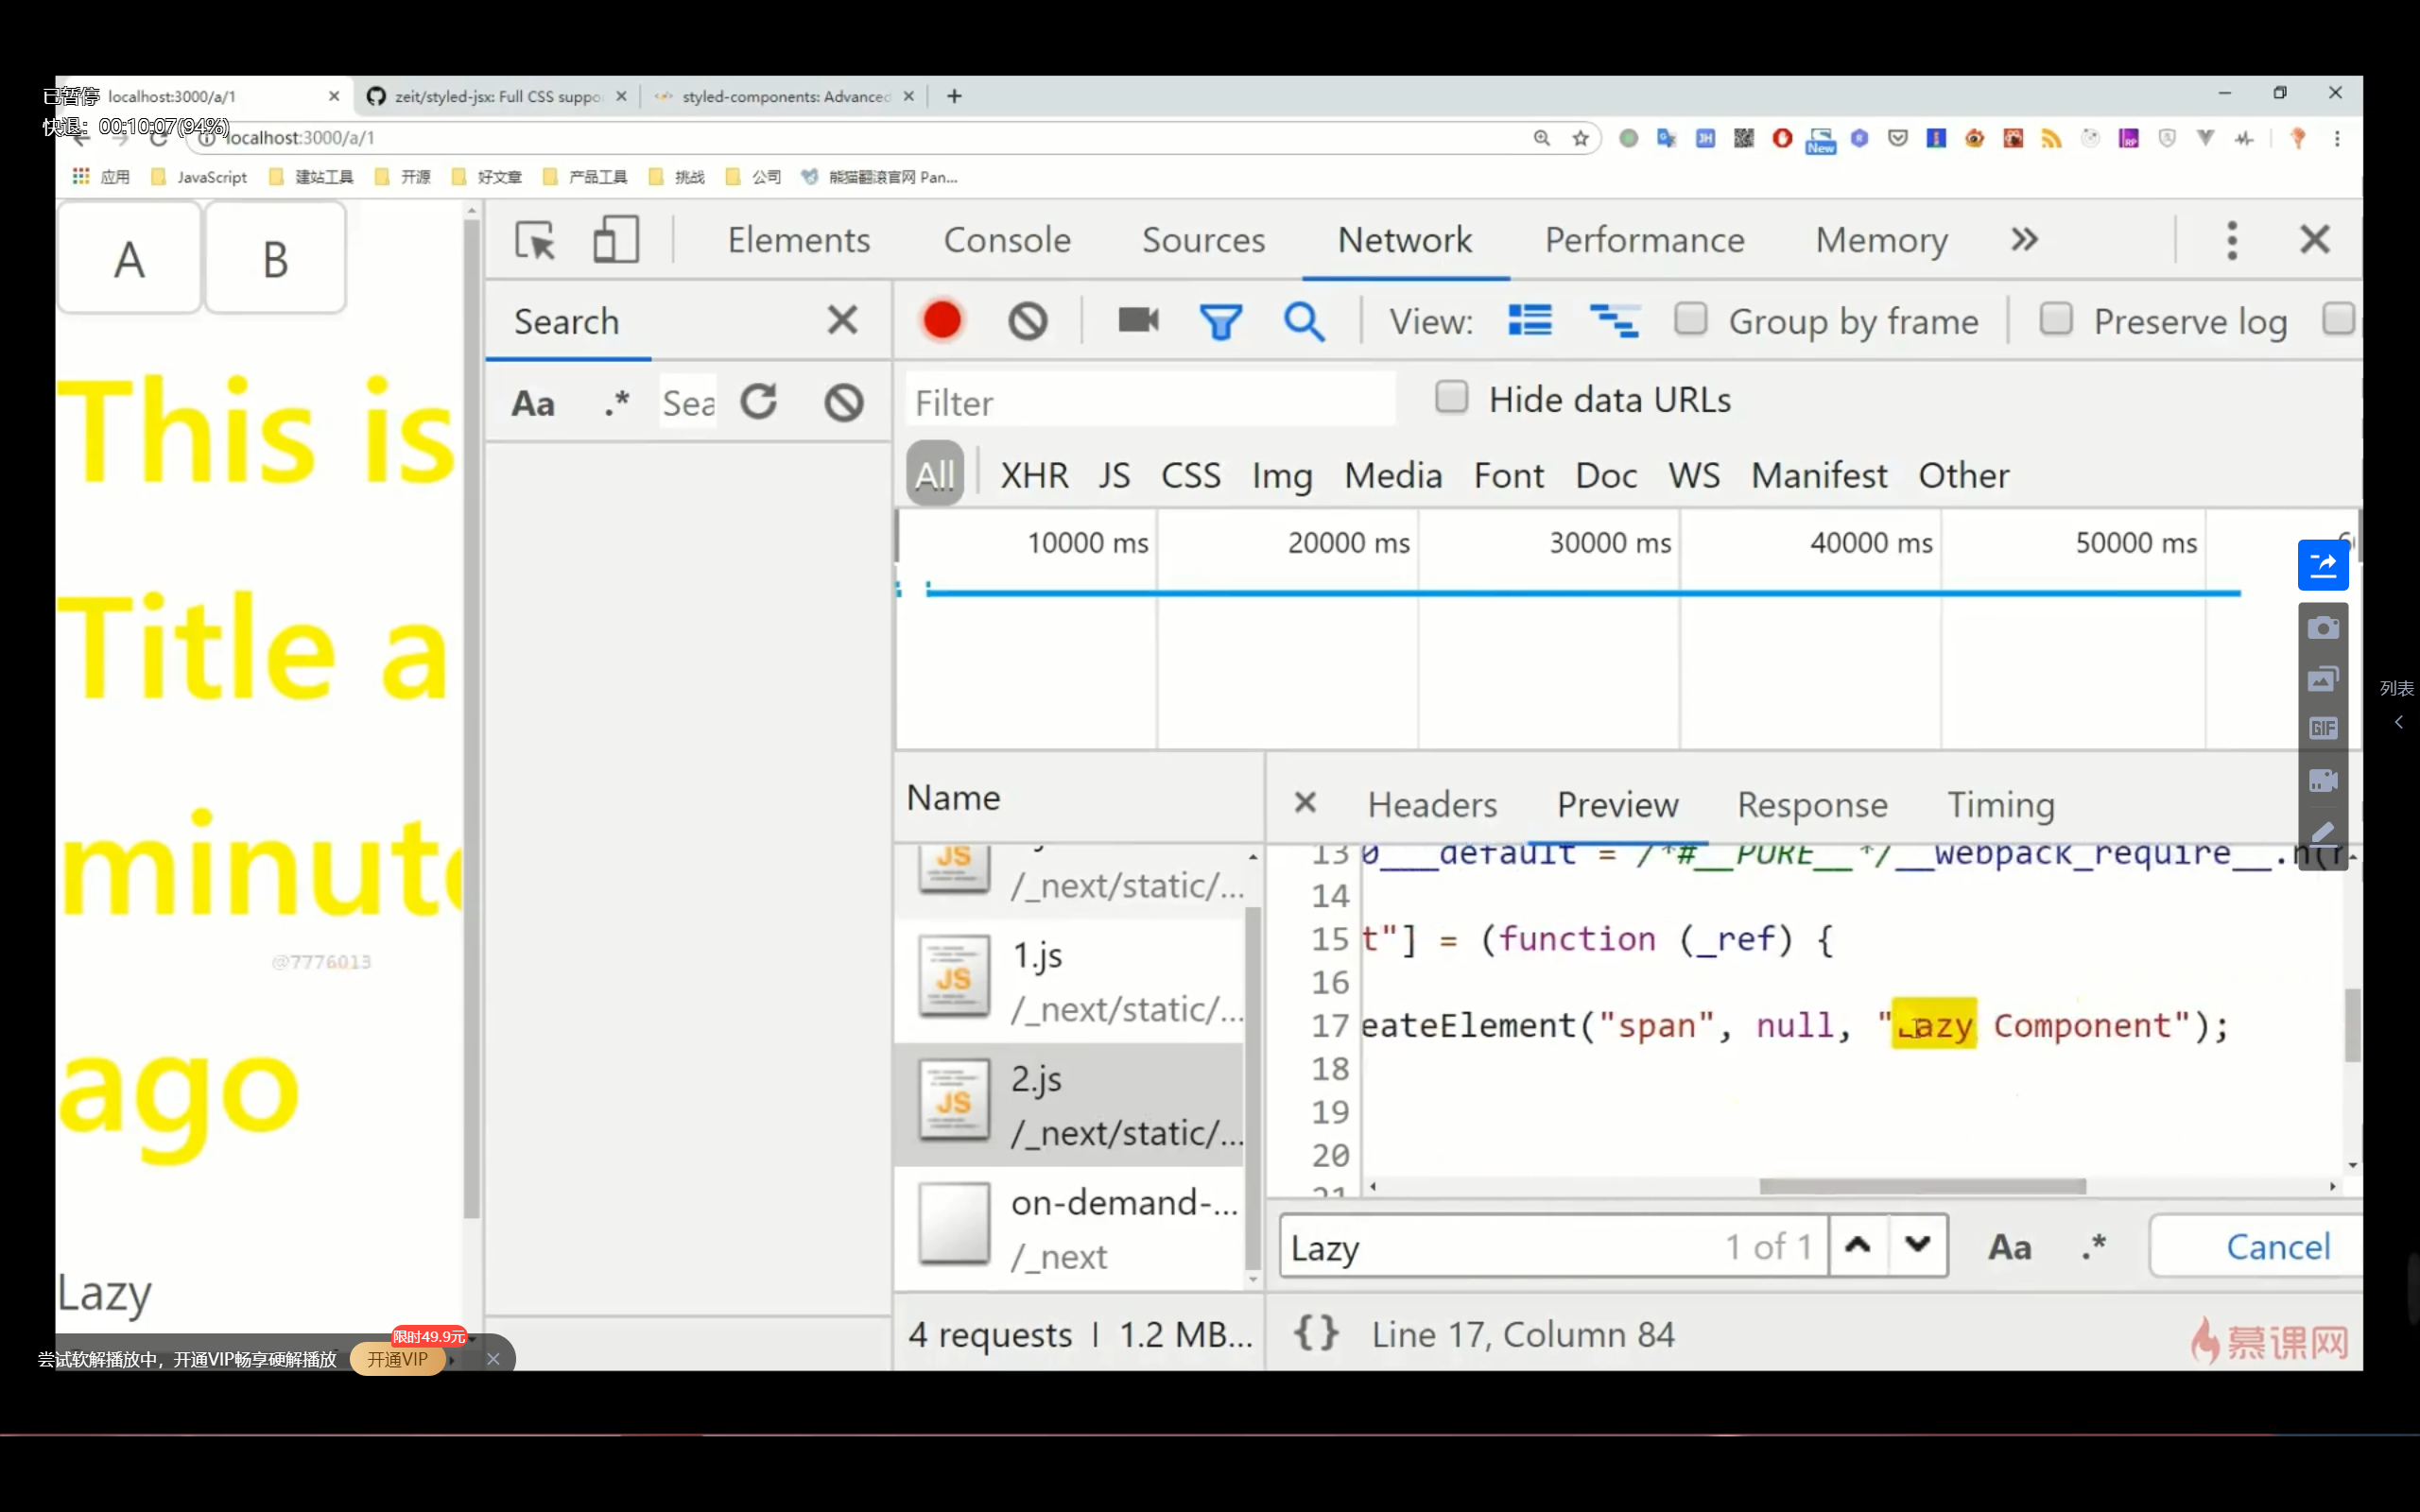 已暂停
快退：00:10:07(94%)
localhost:3000/a/1
zeit/styled-jsx: Full CSS suppo
styled-components: Advanced
localhost:3000/a/1
New
应用
JavaScript
建站工具
开源
好文章
产品工具
挑战
公司
熊猫翻滚官网 Pan...
A
B
This is
Title a
minute
ago
Lazy
@7776013
Elements
Console
Sources
Network
Performance
Memory
Search
View:
Group by frame
Preserve log
Aa
.*
Sea
Filter
Hide data URLs
All
XHR
JS
CSS
Img
Media
Font
Doc
WS
Manifest
Other
10000 ms
20000 ms
30000 ms
40000 ms
50000 ms
GIF
列表
Name
Headers
Preview
Response
Timing
JS
/_next/static/...
JS
1.js
/_next/static/...
JS
2.js
/_next/static/...
on-demand-...
/_next
13 0___default = /*#__PURE__*/__webpack_require__.n(r
14
15 t"] = (function (_ref) {
16
17 eateElement("span", null, "Lazy Component");
18
19
20
21
Lazy
1 of 1
Aa
.*
Cancel
4 requests | 1.2 MB...
{} Line 17, Column 84
慕课网
限时49.9元
尝试软解播放中，开通VIP畅享硬解播放
开通VIP